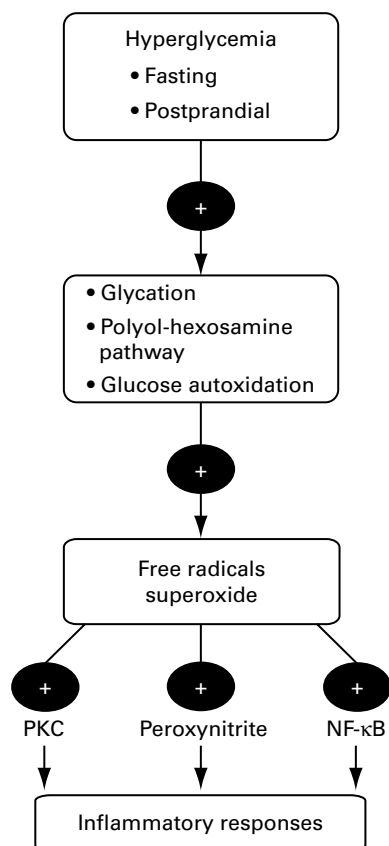 Hyperglycemia
• Fasting
• Postprandial
+
• Glycation
• Polyol-hexosamine
pathway
• Glucose autoxidation
+
Free radicals
superoxide
+ + +
PKC Peroxynitrite NF-κB
Inflammatory responses